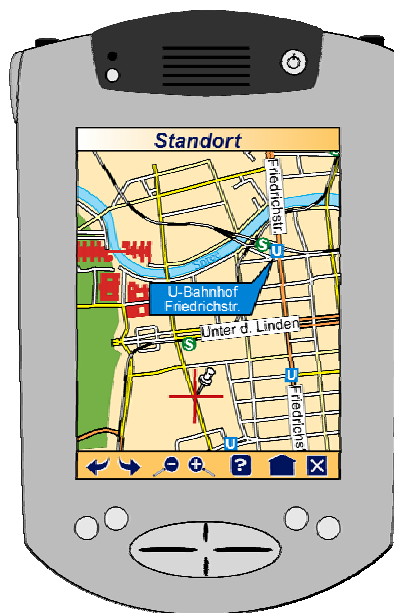 Standort
Friedrichstr.
S
U
U-Bahnhof
Friedrichstr.
Unter d. Linden
S
U
Friedrichs
U
?